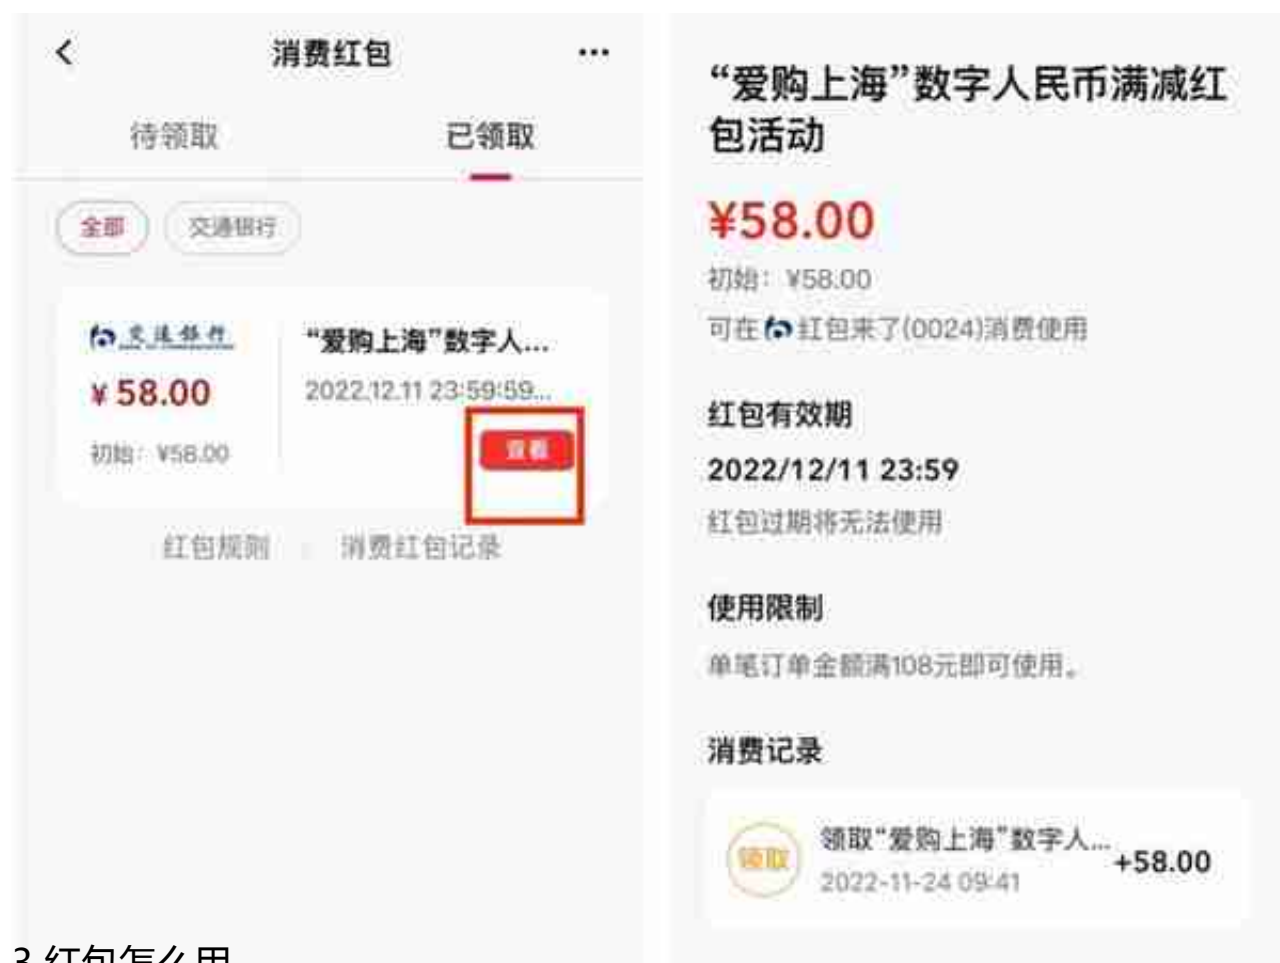 消费红包
···
待领取
已领取
全部
交通银行
交通银行
¥ 58.00
初始：¥58.00
“爱购上海”数字人...
2022.12.11 23:59:59...
查看
红包规则
消费红包记录
“爱购上海”数字人民币满减红
包活动
¥58.00
初始：¥58.00
可在 红包来了(0024)消费使用
红包有效期
2022/12/11 23:59
红包过期将无法使用
使用限制
单笔订单金额满108元即可使用。
消费记录
领取
领取“爱购上海”数字人...
+58.00
2022-11-24 09:41
3.红包怎么用